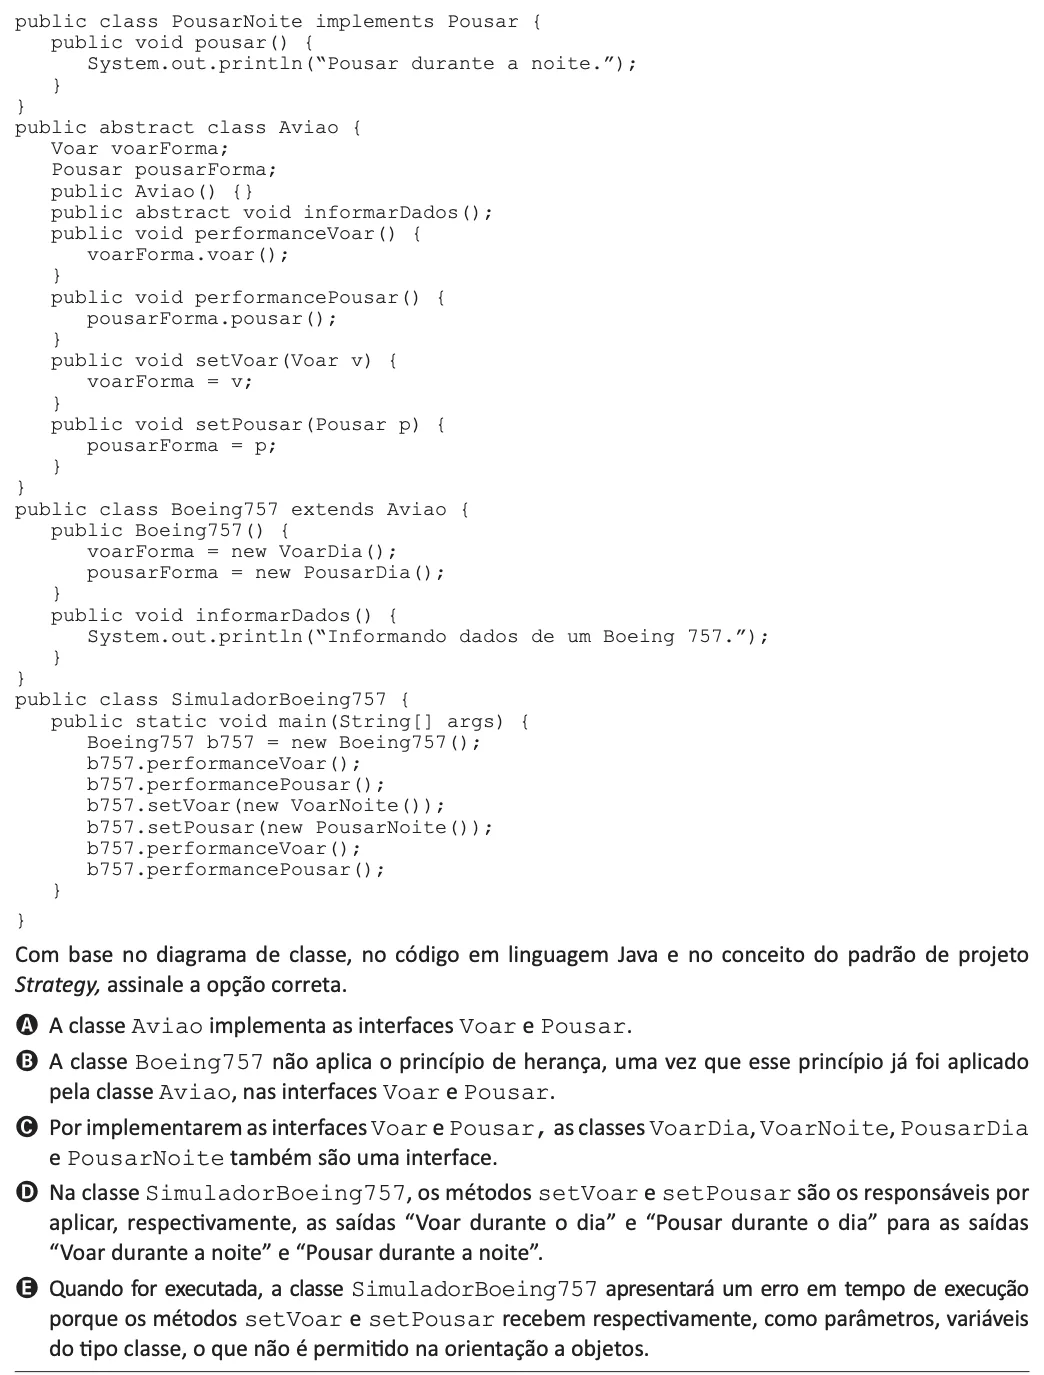 public class PousarNoite implements Pousar {
public void pousar() {
System.out.println(“Pousar durante a noite.”);
}
}
public abstract class Aviao {
Voar voarForma;
Pousar pousarForma;
public Aviao() {}
public abstract void informarDados();
public void performanceVoar() {
voarForma.voar();
}
public void performancePousar() {
pousarForma.pousar();
}
public void setVoar(Voar v) {
voarForma = v;
}
public void setPousar(Pousar p) {
pousarForma = p;
}
}
public class Boeing757 extends Aviao {
public Boeing757() {
voarForma = new VoarDia();
pousarForma = new PousarDia();
}
public void informarDados() {
System.out.println(“Informando dados de um Boeing 757.”);
}
}
public class SimuladorBoeing757 {
public static void main(String[] args) {
Boeing757 b757 = new Boeing757();
b757.performanceVoar();
b757.performancePousar();
b757.setVoar(new VoarNoite());
b757.setPousar(new PousarNoite());
b757.performanceVoar();
b757.performancePousar();
}
}
Com base no diagrama de classe, no código em linguagem Java e no conceito do padrão de projeto
Strategy, assinale a opção correta.
A A classe Aviao implementa as interfaces Voar e Pousar.
B A classe Boeing757 não aplica o princípio de herança, uma vez que esse princípio já foi aplicado
pela classe Aviao, nas interfaces Voar e Pousar.
C Por implementarem as interfaces Voar e Pousar, as classes VoarDia, VoarNoite, PousarDia
e PousarNoite também são uma interface.
D Na classe SimuladorBoeing757, os métodos setVoar e setPousar são os responsáveis por
aplicar, respectivamente, as saídas “Voar durante o dia” e “Pousar durante o dia” para as saídas
“Voar durante a noite” e “Pousar durante a noite”.
E Quando for executada, a classe SimuladorBoeing757 apresentará um erro em tempo de execução
porque os métodos setVoar e setPousar recebem respectivamente, como parâmetros, variáveis
do tipo classe, o que não é permitido na orientação a objetos.